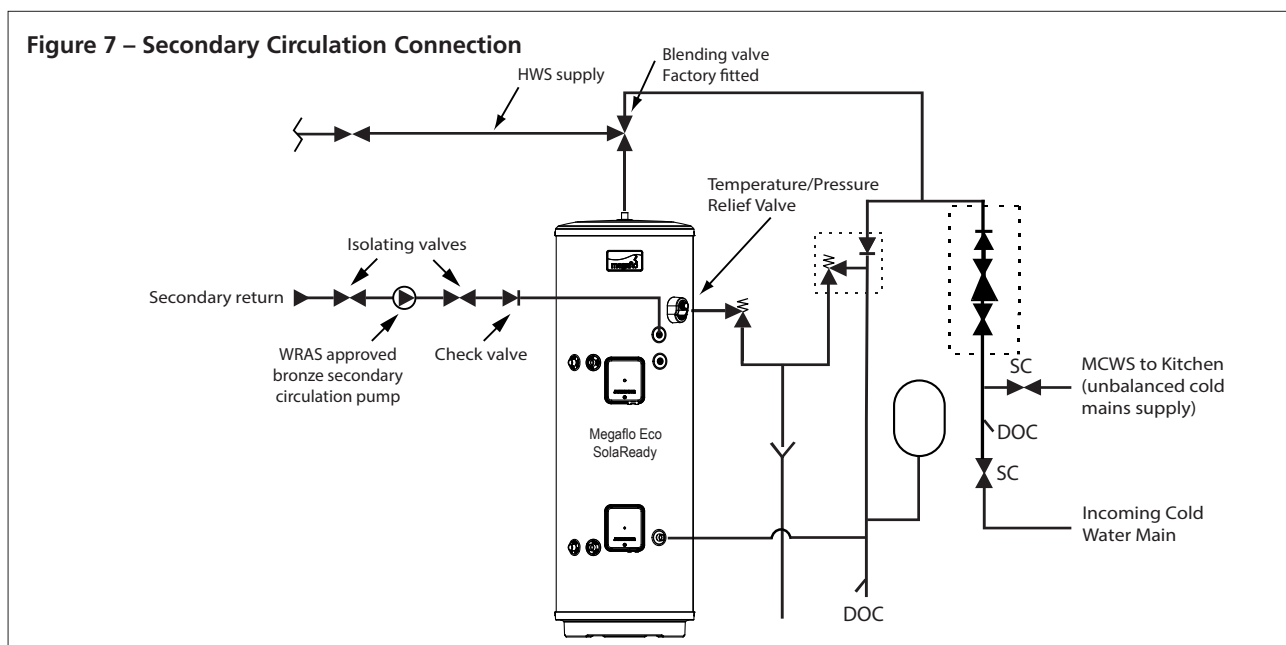 Figure 7 – Secondary Circulation Connection
Blending valve
Factory fitted
HWS supply
Temperature/Pressure
Relief Valve
Isolating valves
Secondary return
WRAS approved
bronze secondary
circulation pump
Check valve
megaflo
Megaflo Eco
SolaReady
SC
MCWS to Kitchen
(unbalanced cold
mains supply)
DOC
SC
Incoming Cold
Water Main
DOC